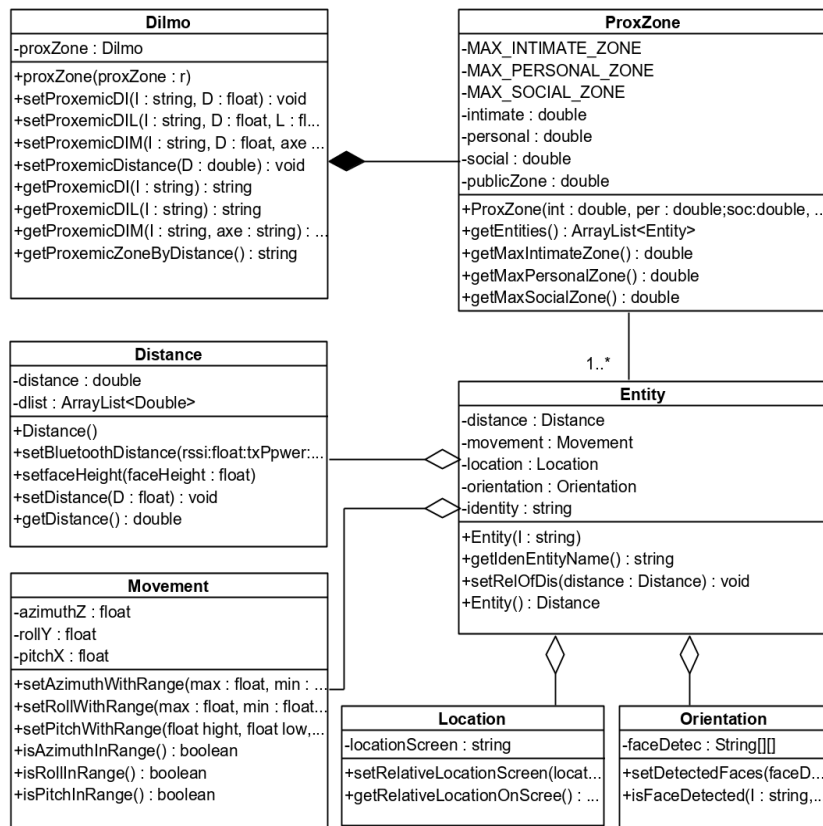 Dilmo
-proxZone : Dilmo
+proxZone(proxZone : r)
+setProxemicDI(I : string, D : float) : void
+setProxemicDIL(I : string, D : float, L : fl...
+setProxemicDIM(I : string, D : float, axe ...
+setProxemicDistance(D : double) : void
+getProxemicDI(I : string) : string
+getProxemicDIL(I : string) : string
+getProxemicDIM(I : string, axe : string) : ...
+getProxemicZoneByDistance() : string
ProxZone
-MAX_INTIMATE_ZONE
-MAX_PERSONAL_ZONE
-MAX_SOCIAL_ZONE
-intimate : double
-personal : double
-social : double
-publicZone : double
+ProxZone(int : double, per : double;soc:double, ...
+getEntities() : ArrayList<Entity>
+getMaxIntimateZone() : double
+getMaxPersonalZone() : double
+getMaxSocialZone() : double
1..*
Distance
-distance : double
-dlist : ArrayList<Double>
+Distance()
+setBluetoothDistance(rssi:float:txPpwer:...
+setfaceHeight(faceHeight : float)
+setDistance(D : float) : void
+getDistance() : double
Entity
-distance : Distance
-movement : Movement
-location : Location
-orientation : Orientation
-identity : string
+Entity(I : string)
+getIdenEntityName() : string
+setRelOfDis(distance : Distance) : void
+Entity() : Distance
Movement
-azimuthZ : float
-rollY : float
-pitchX : float
+setAzimuthWithRange(max : float, min : ...
+setRollWithRange(max : float, min : float...
+setPitchWithRange(float hight, float low,...
+isAzimuthInRange() : boolean
+isRollInRange() : boolean
+isPitchInRange() : boolean
Location
-locationScreen : string
+setRelativeLocationScreen(locat...
+getRelativeLocationOnScree() : ...
Orientation
-faceDetec : String[][]
+setDetectedFaces(faceD...
+isFaceDetected(I : string,...